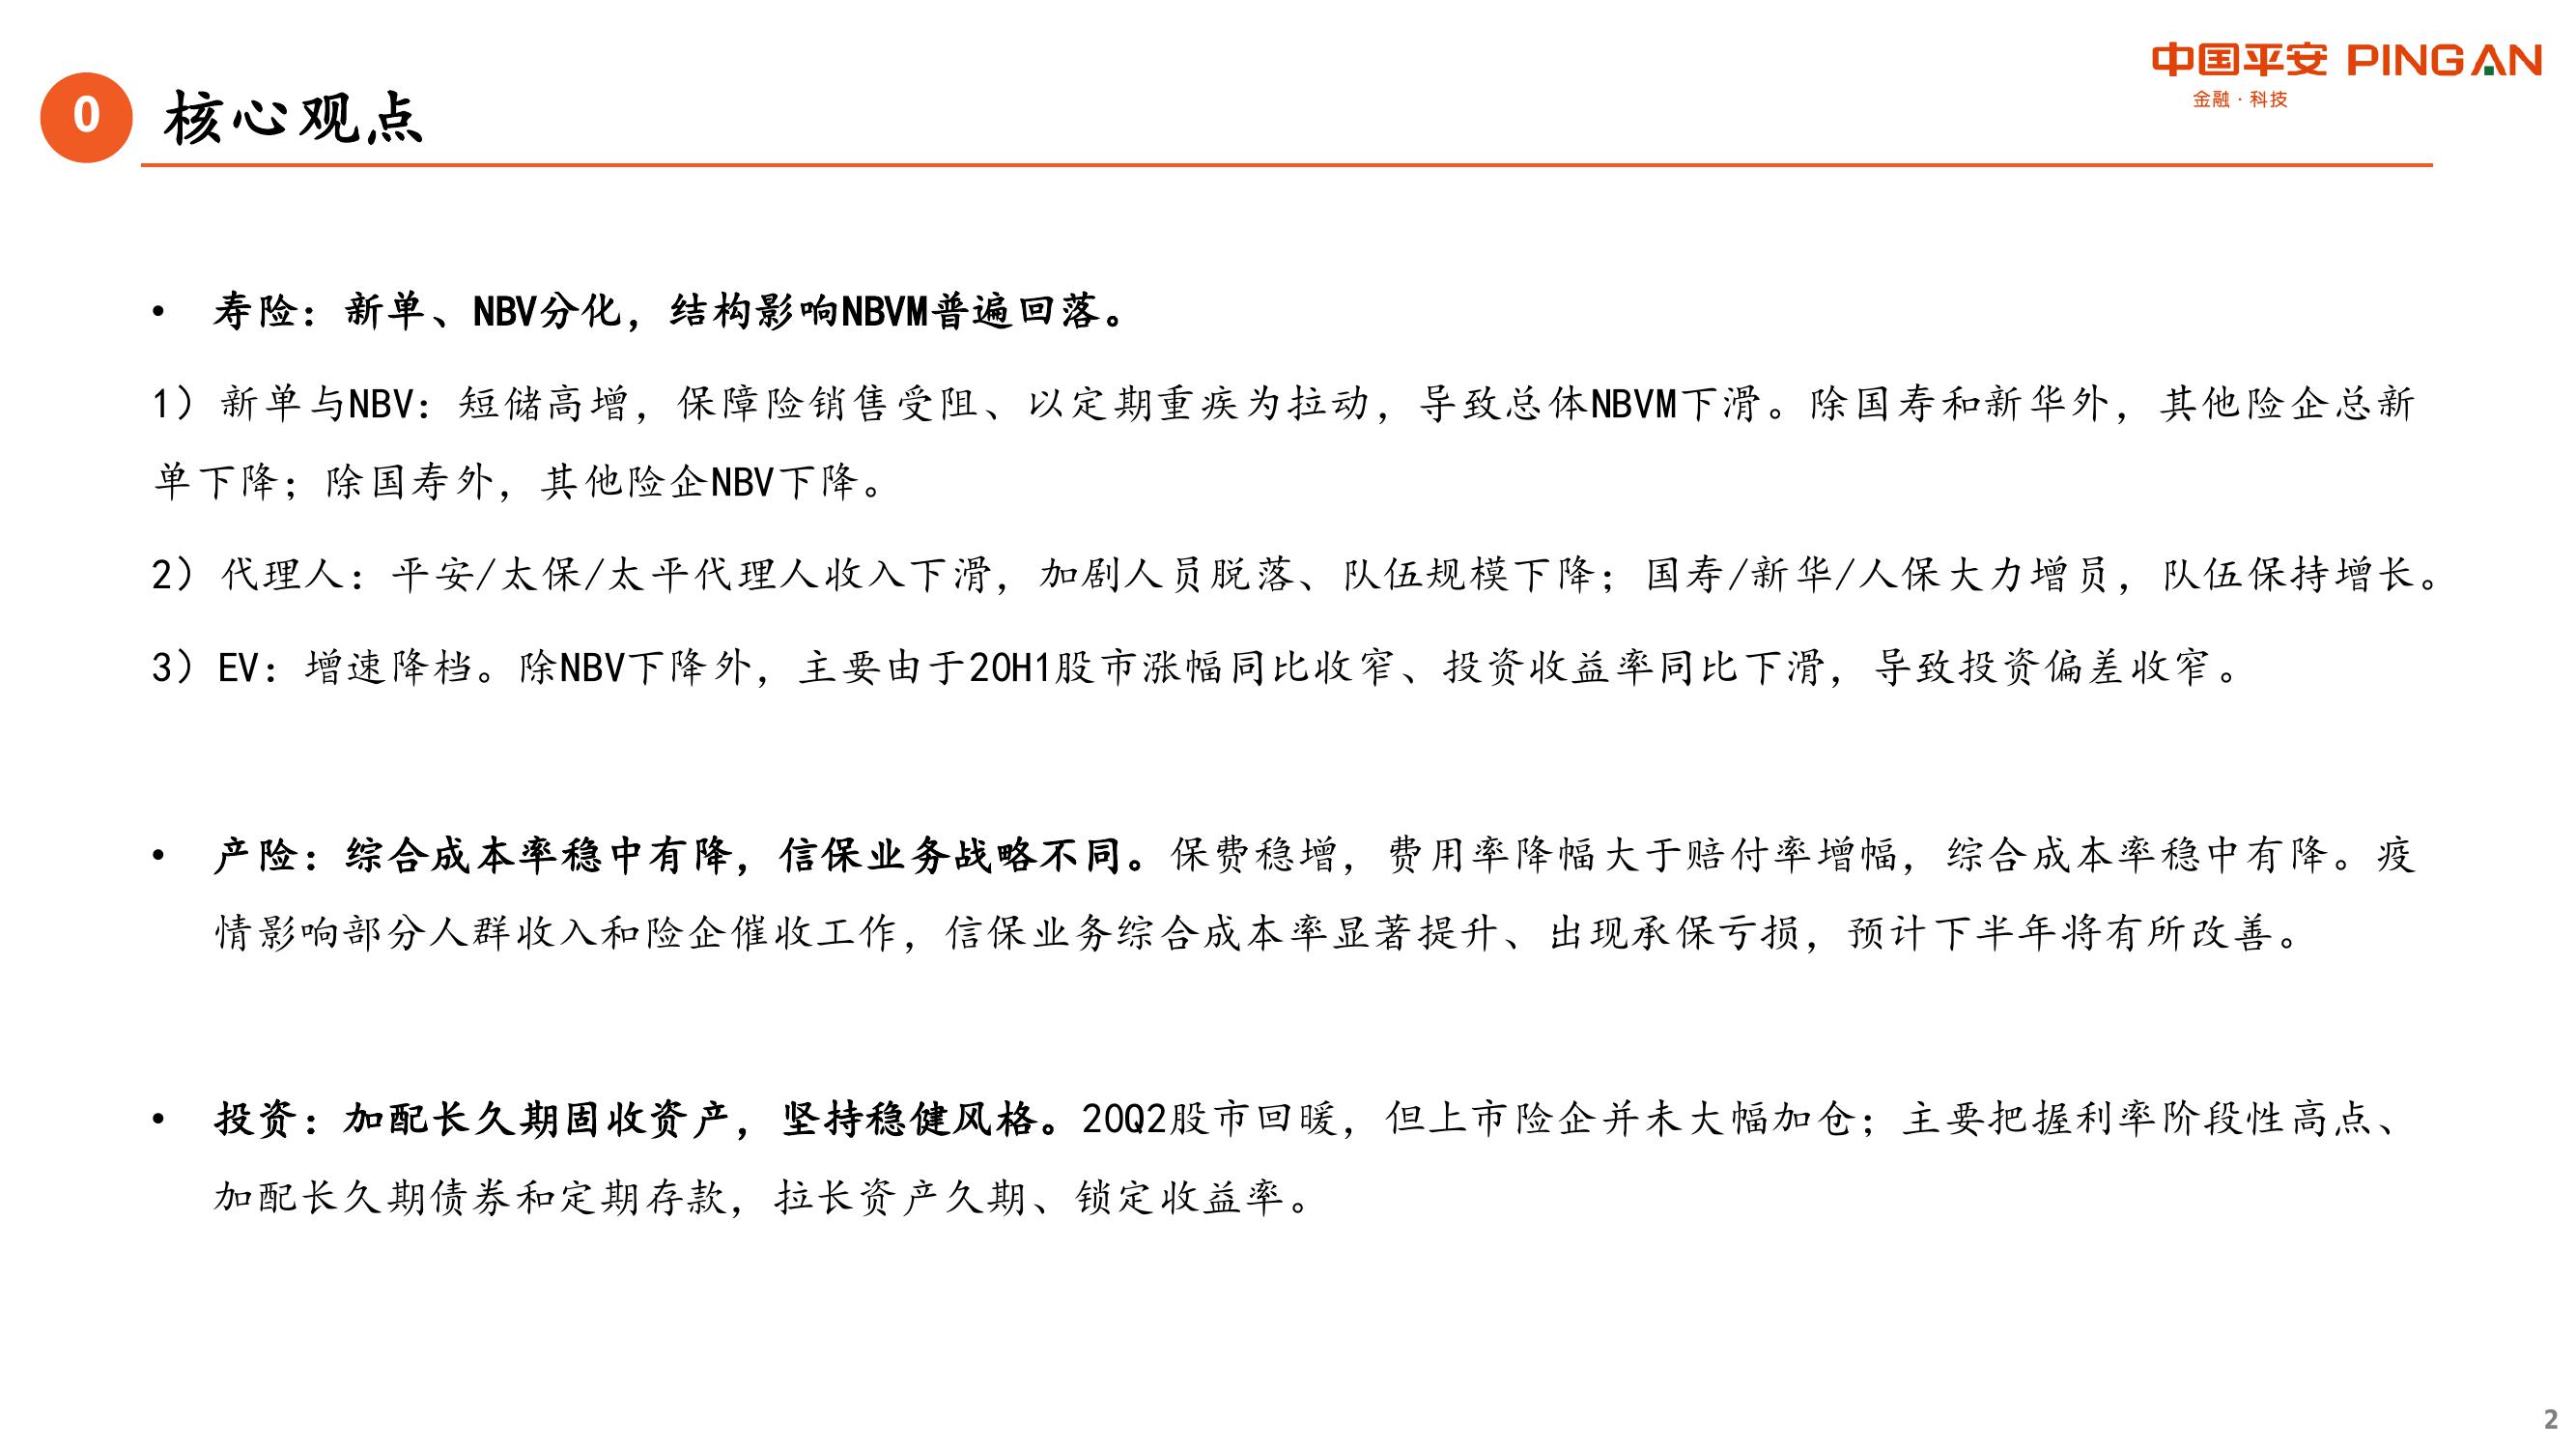 中国平安 PINGAN
金融·科技
0 核心观点
• 寿险：新单、NBV分化，结构影响NBVM普遍回落。
1）新单与NBV：短储高增，保障险销售受阻、以定期重疾为拉动，导致总体NBVM下滑。除国寿和新华外，其他险企总新
单下降；除国寿外，其他险企NBV下降。
2）代理人：平安/太保/太平代理人收入下滑，加剧人员脱落、队伍规模下降；国寿/新华/人保大力增员，队伍保持增长。
3）EV：增速降档。除NBV下降外，主要由于20H1股市涨幅同比收窄、投资收益率同比下滑，导致投资偏差收窄。
• 产险：综合成本率稳中有降，信保业务战略不同。保费稳增，费用率降幅大于赔付率增幅，综合成本率稳中有降。疫
情影响部分人群收入和险企催收工作，信保业务综合成本率显著提升、出现承保亏损，预计下半年将有所改善。
• 投资：加配长久期固收资产，坚持稳健风格。20Q2股市回暖，但上市险企并未大幅加仓；主要把握利率阶段性高点、
加配长久期债券和定期存款，拉长资产久期、锁定收益率。
2